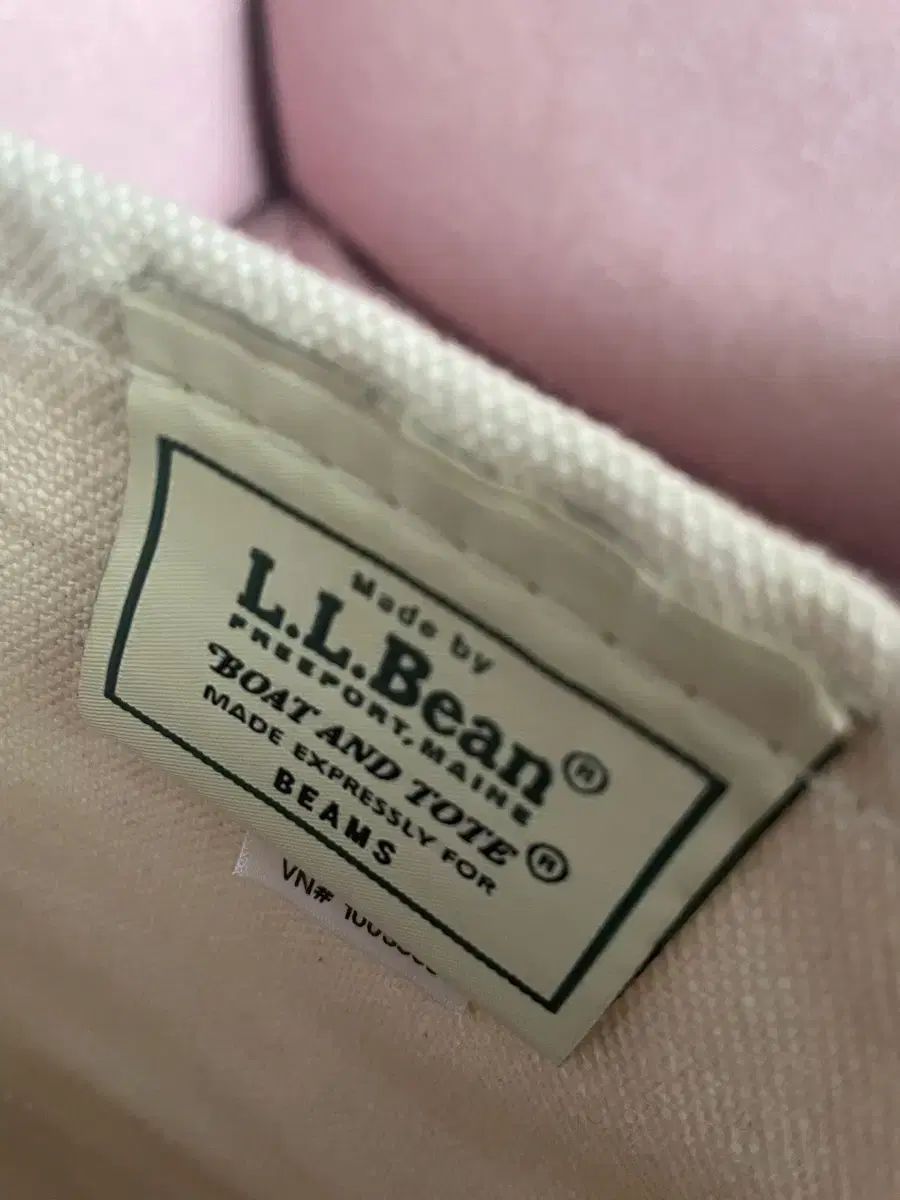 Made by
L.L.Bean®
FREEPORT, MAINE
BOAT AND TOTE®
MADE EXPRESSLY FOR
BEAMS
VN#